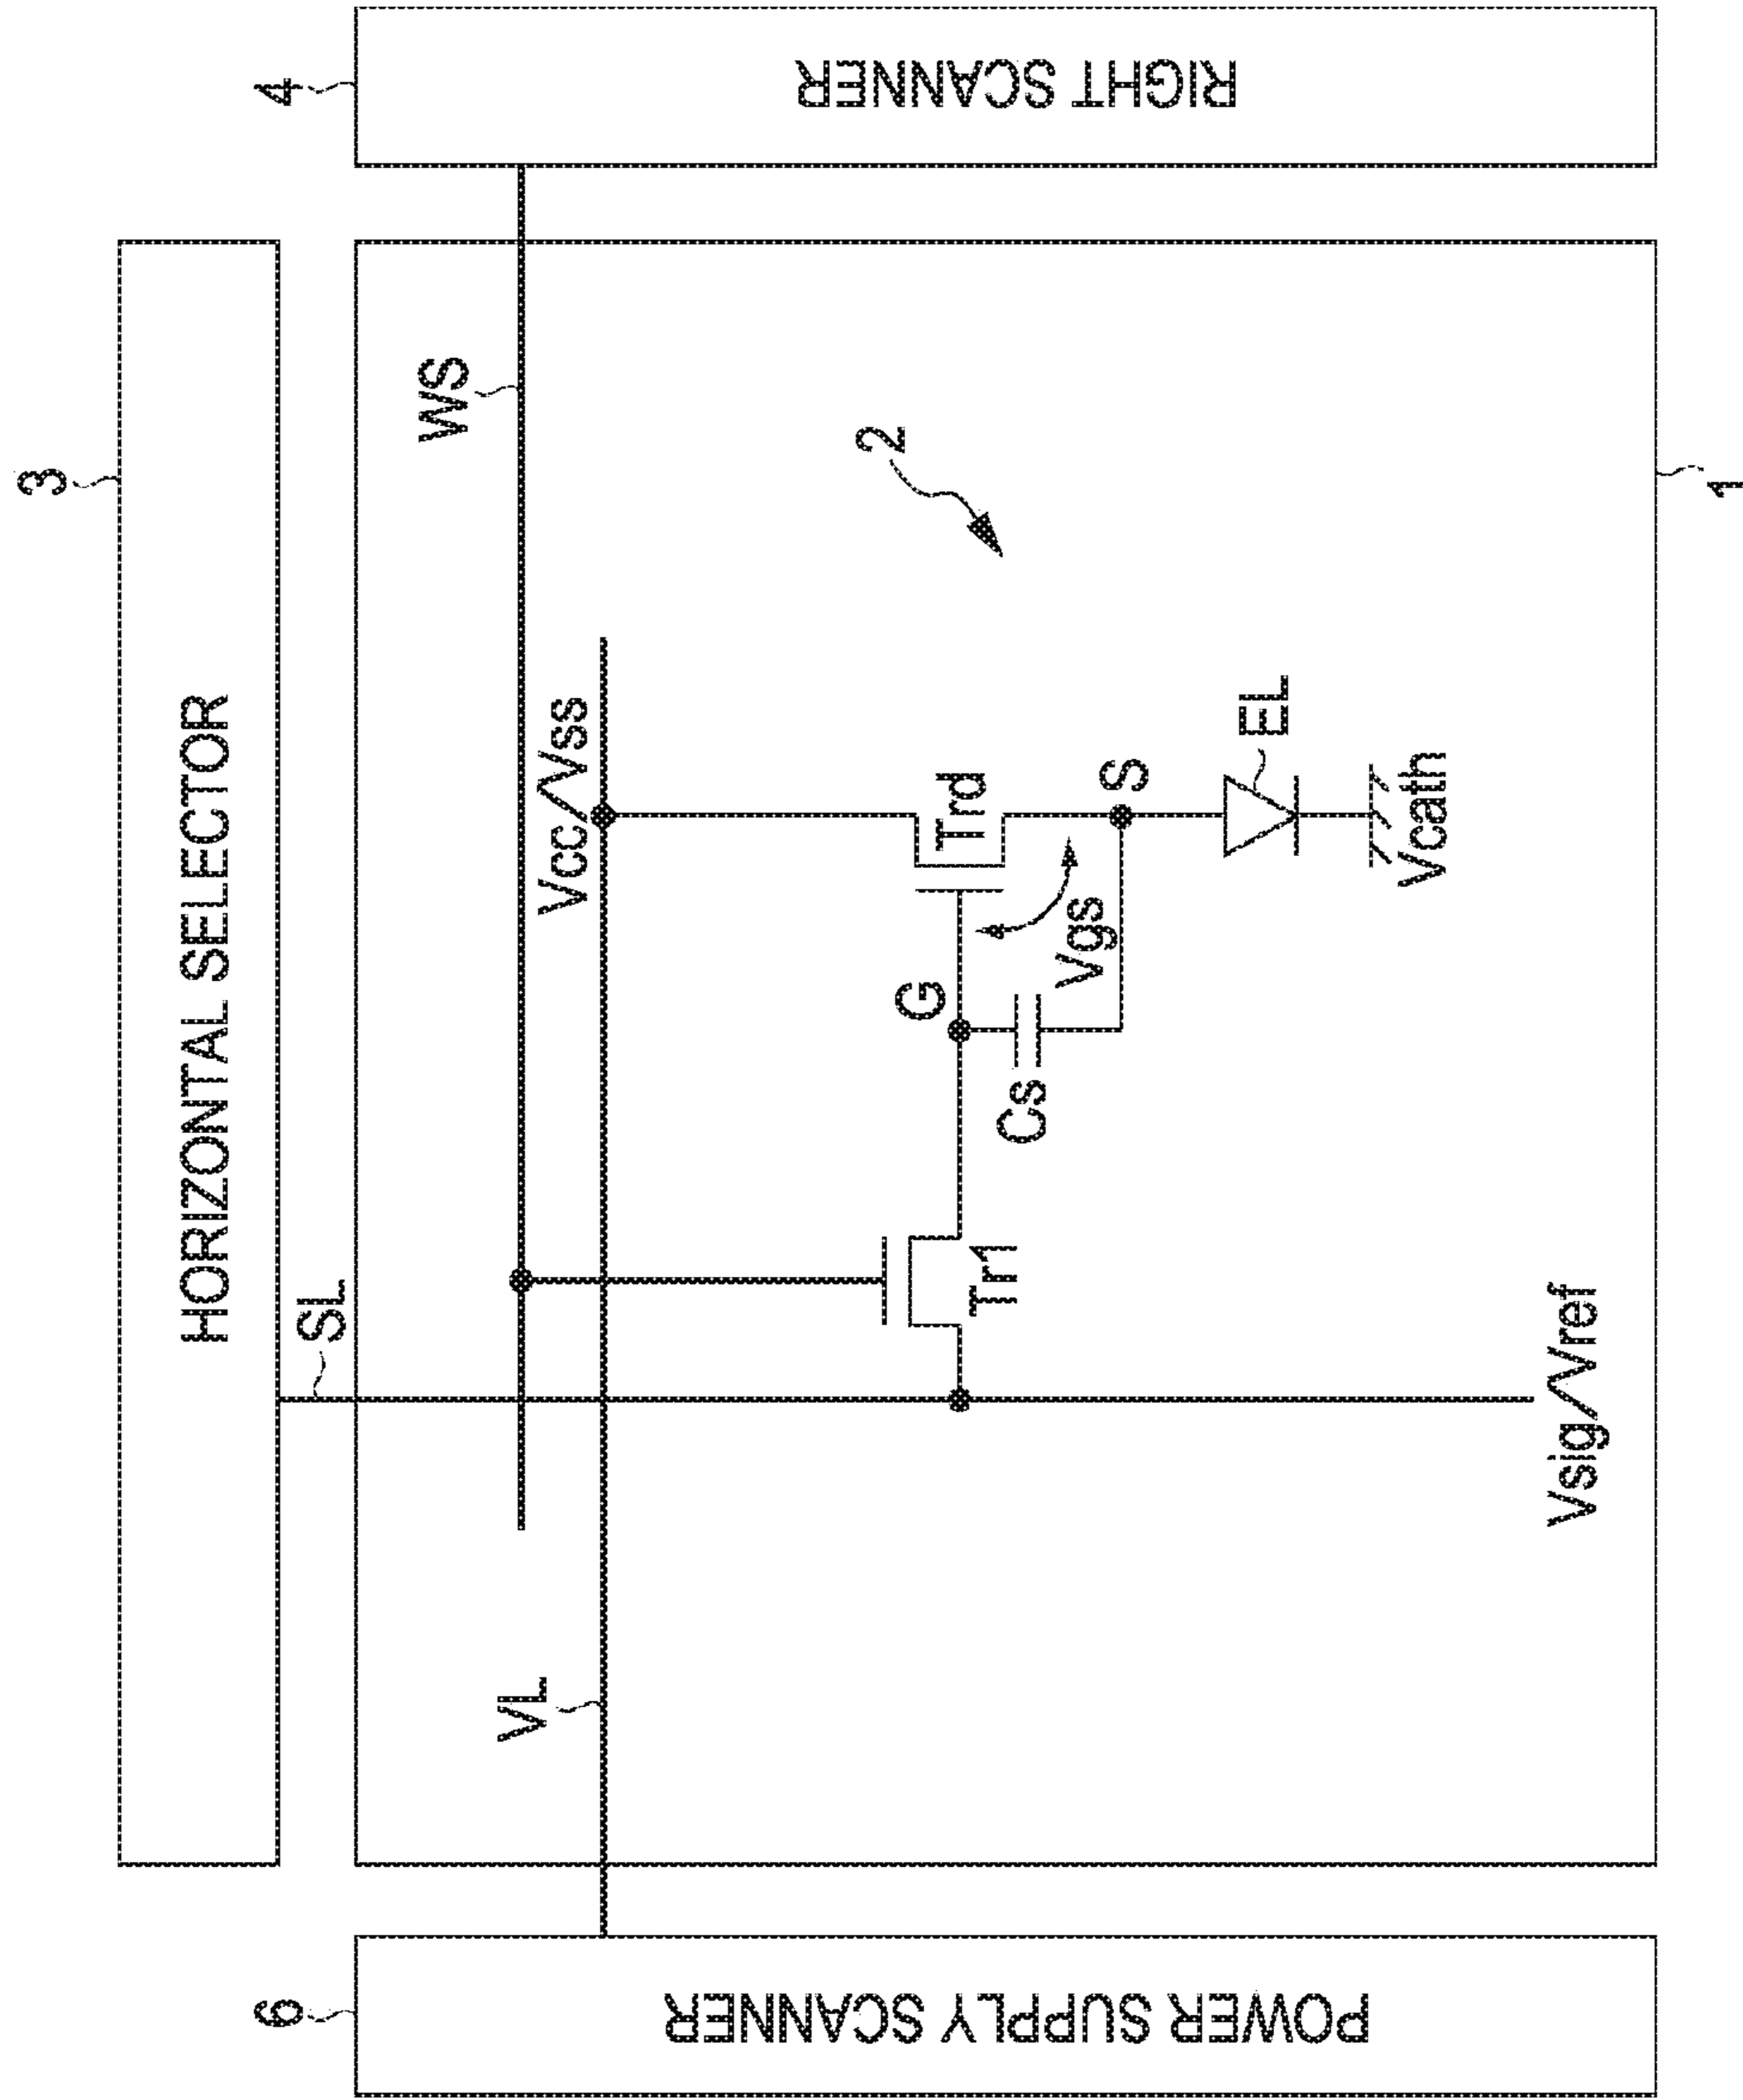 3
HORIZONTAL SELECTOR
SL
6
POWER SUPPLY SCANNER
4
RIGHT SCANNER
WS
VL
Vcc/Vss
2
Tr1
G
Trd
Cs
Vgs
S
EL
Vcath
Vsig/Vref
1